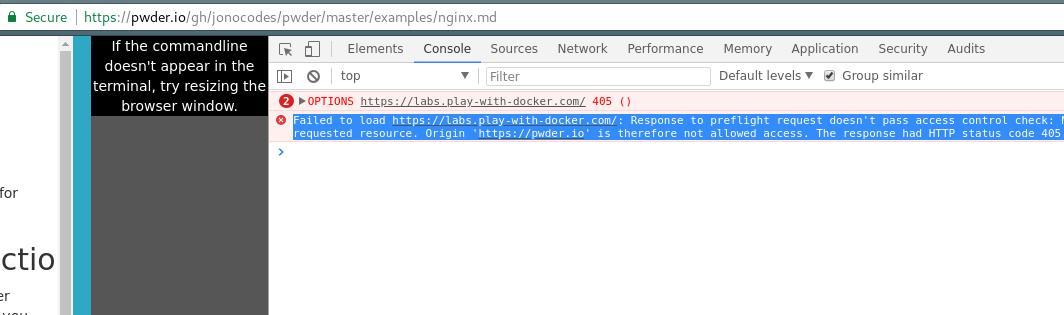 Secure https://pwder.io/gh/jonocodes/pwder/master/examples/nginx.md
If the commandline
doesn't appear in the
terminal, try resizing the
browser window.
for
ctio
er
you
Elements Console Sources Network Performance Memory Application Security Audits
top Filter Default levels Group similar
2 OPTIONS https://labs.play-with-docker.com/ 405 ()
Failed to load https://labs.play-with-docker.com/: Response to preflight request doesn't pass access control check:
requested resource. Origin 'https://pwder.io' is therefore not allowed access. The response had HTTP status code 405